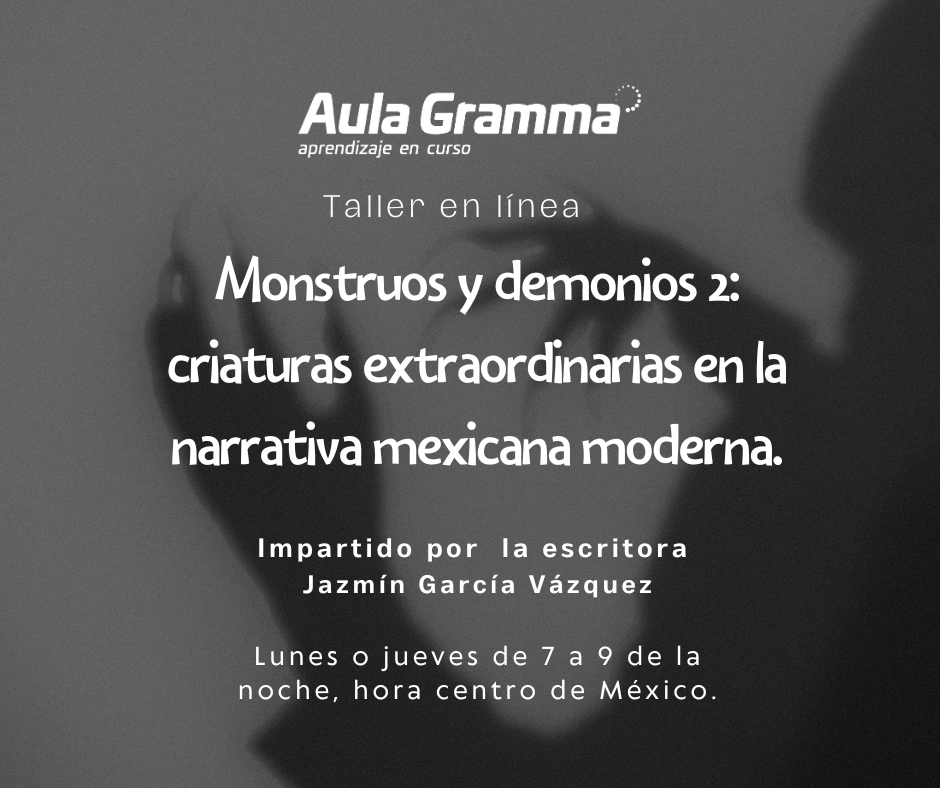 Aula Gramma
aprendizaje en curso
Taller en línea
Monstruos y demonios 2:
criaturas extraordinarias en la
narrativa mexicana moderna.
Impartido por la escritora
Jazmín García Vázquez
Lunes o jueves de 7 a 9 de la
noche, hora centro de México.